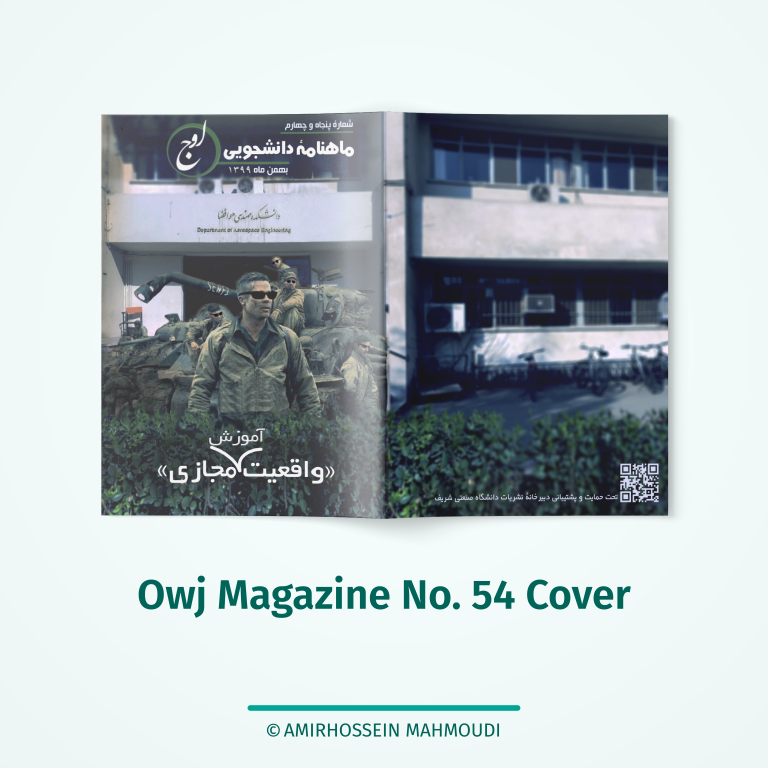 شمارهٔ پنجاه و چهارم
ماهنامهٔ دانشجویی
اوج
بهمن ماه ۱۳۹۹
دانشکده مهندسی هوافضا
Department of Aerospace Engineering
آموزش
«واقعیت مجازی»
تحت حمایت و پشتیبانی دبیرخانهٔ نشریات دانشگاه صنعتی شریف
Owj Magazine No. 54 Cover
© AMIRHOSSEIN MAHMOUDI